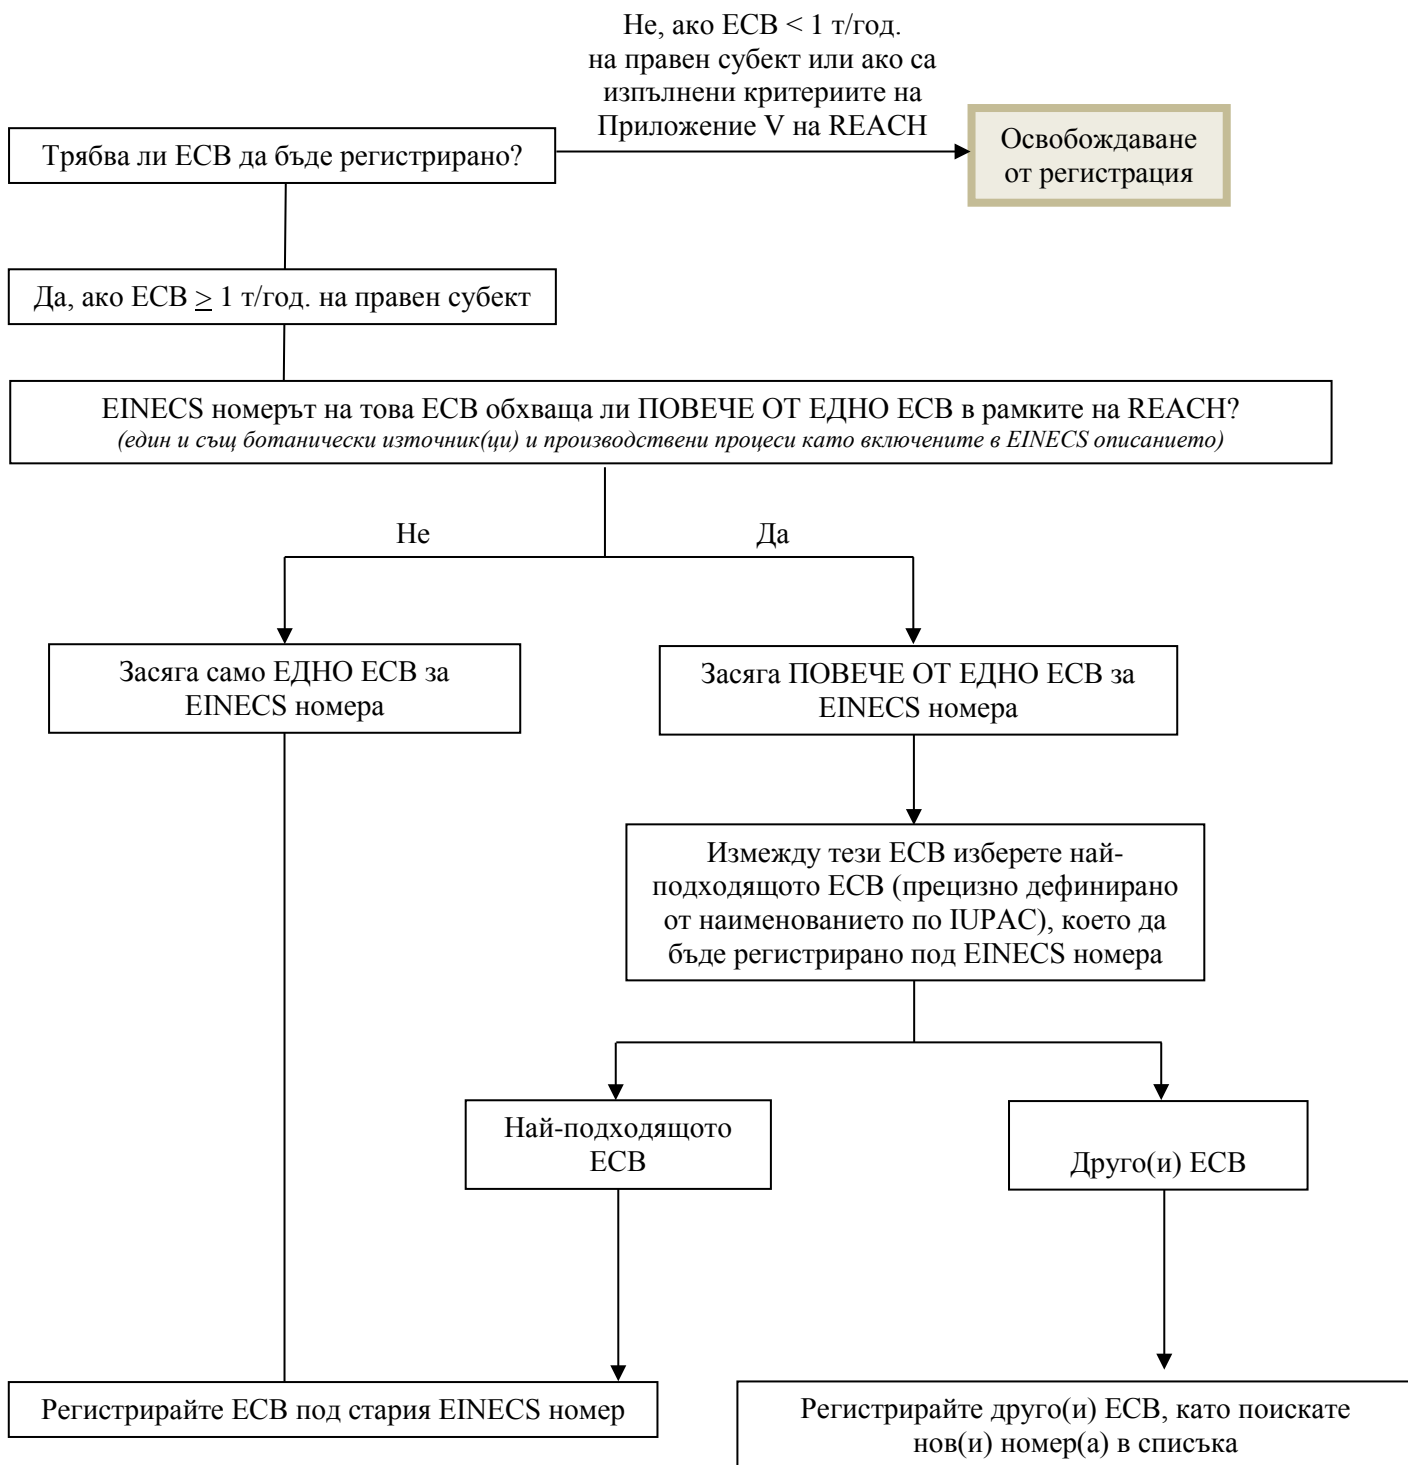 Не, ако ЕСВ < 1 т/год.
на правен субект или ако са
изпълнени критериите на
Приложение V на REACH
Освобождаване
от регистрация
Трябва ли ЕСВ да бъде регистрирано?
Да, ако ЕСВ ≥ 1 т/год. на правен субект
EINECS номерът на това ЕСВ обхваща ли ПОВЕЧЕ ОТ ЕДНО ЕСВ в рамките на REACH?
(един и същ ботанически източник(ци) и производствени процеси като включените в EINECS описанието)
Не
Да
Засяга само ЕДНО ЕСВ за
EINECS номера
Засяга ПОВЕЧЕ ОТ ЕДНО ЕСВ за
EINECS номера
Измежду тези ЕСВ изберете най-
подходящото ЕСВ (прецизно дефинирано
от наименованието по IUPAC), което да
бъде регистрирано под EINECS номера
Най-подходящото
ЕСВ
Друго(и) ЕСВ
Регистрирайте ЕСВ под стария EINECS номер
Регистрирайте друго(и) ЕСВ, като поискате
нов(и) номер(а) в списъка